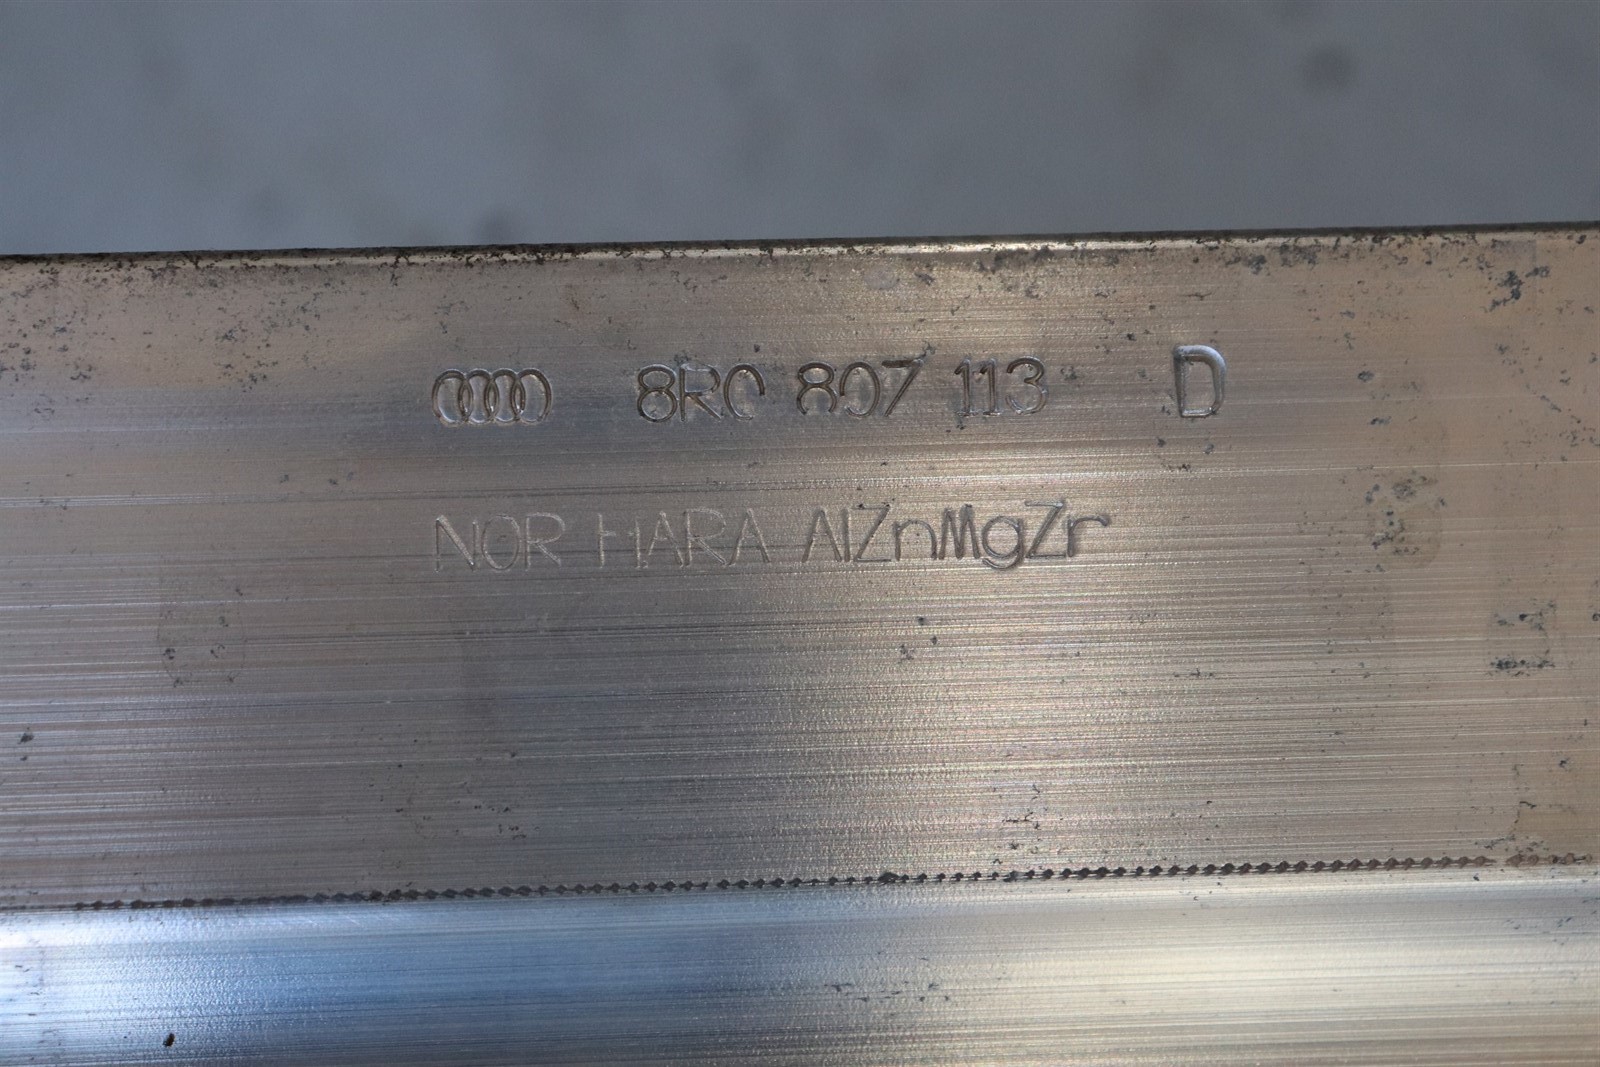 8R0 807 113 D
NOR HARA AlZnMgZr